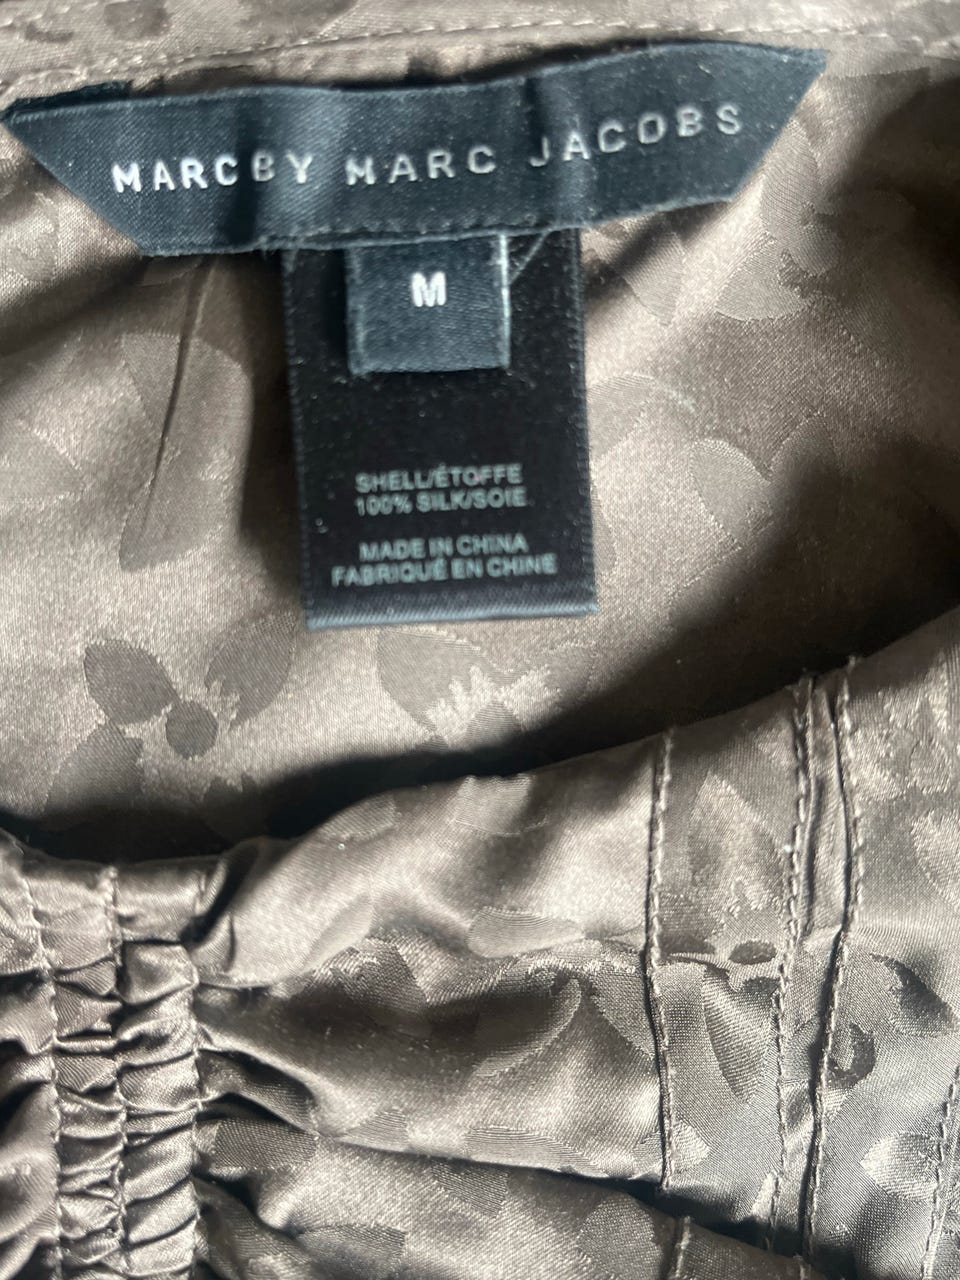 MARC BY MARC JACOBS
M
SHELL/ÉTOFFE
100% SILK/SOIE
MADE IN CHINA
FABRIQUÉ EN CHINE